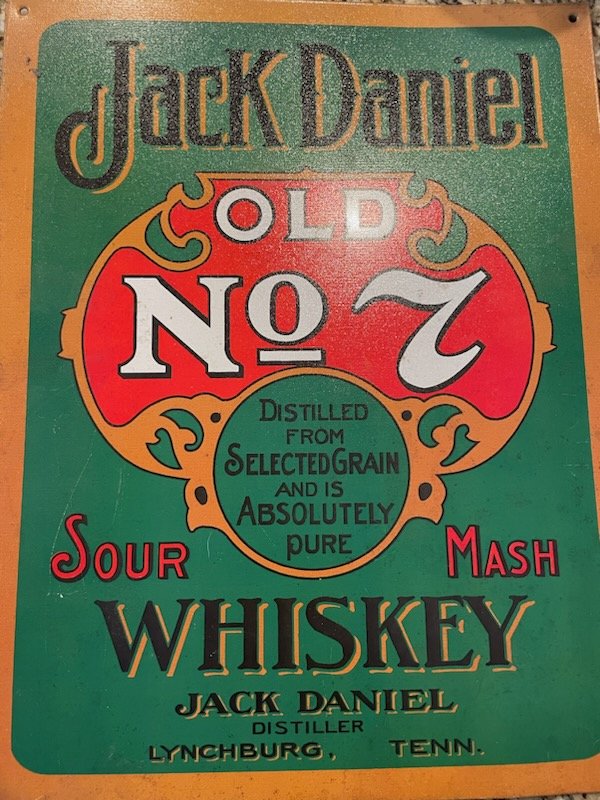 Jack Daniel
OLD
No 7
DISTILLED
FROM
SELECTED GRAIN
AND IS
ABSOLUTELY
PURE
SOUR MASH
WHISKEY
JACK DANIEL
DISTILLER
LYNCHBURG, TENN.